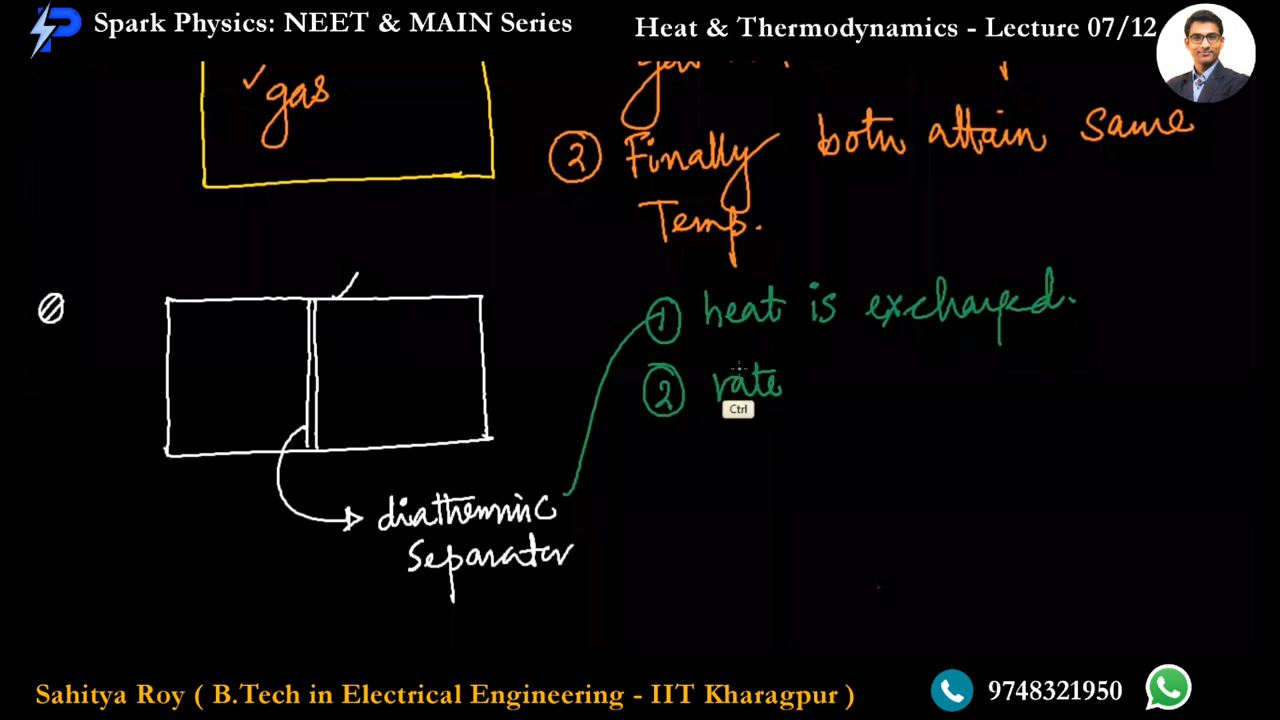 Spark Physics: NEET & MAIN Series
Heat & Thermodynamics - Lecture 07/12
✓gas
② Finally both attain same
Temp.
① heat is exchanged.
② rate
Ctrl
diathermic
separator
Sahitya Roy ( B.Tech in Electrical Engineering - IIT Kharagpur )
9748321950